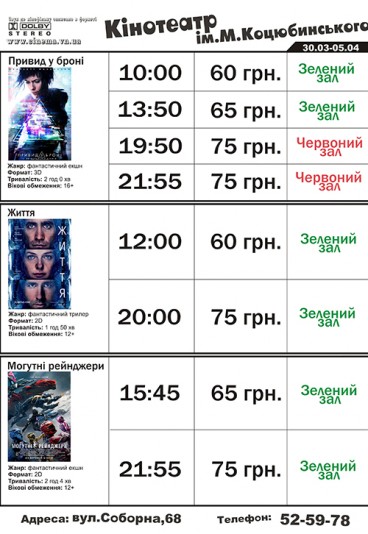 DOLBY
STEREO
www.cinema.vn.ua
Кінотеатр
ім.М.Коцюбинського
30.03-05.04
Привид у броні
ПРИВИД У БРОНІ
Жанр: фантастичний екшн
Формат: 3D
Тривалість: 2 год 0 хв
Вікові обмеження: 16+
10:00 60 грн. Зелений зал
13:50 65 грн. Зелений зал
19:50 75 грн. Червоний зал
21:55 75 грн. Червоний зал
Життя
ЖИТТЯ
Жанр: фантастичний трилер
Формат: 2D
Тривалість: 1 год 50 хв
Вікові обмеження: 12+
12:00 60 грн. Зелений зал
20:00 75 грн. Зелений зал
Могутні рейнджери
МОГУТНІ РЕЙНДЖЕРИ
Жанр: фантастичний екшн
Формат: 2D
Тривалість: 2 год 4 хв
Вікові обмеження: 12+
15:45 65 грн. Зелений зал
21:55 75 грн. Зелений зал
Адреса: вул.Соборна,68 Телефон: 52-59-78